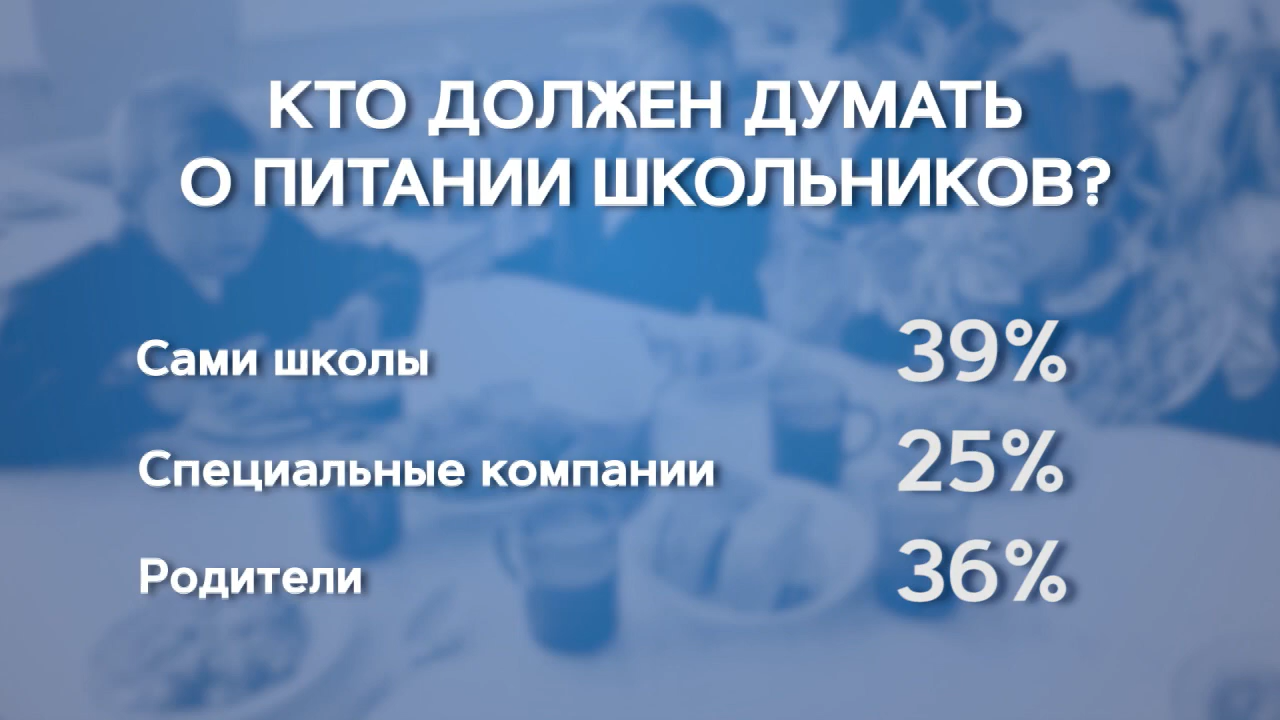 КТО ДОЛЖЕН ДУМАТЬ
О ПИТАНИИ ШКОЛЬНИКОВ?
Сами школы 39%
Специальные компании 25%
Родители 36%